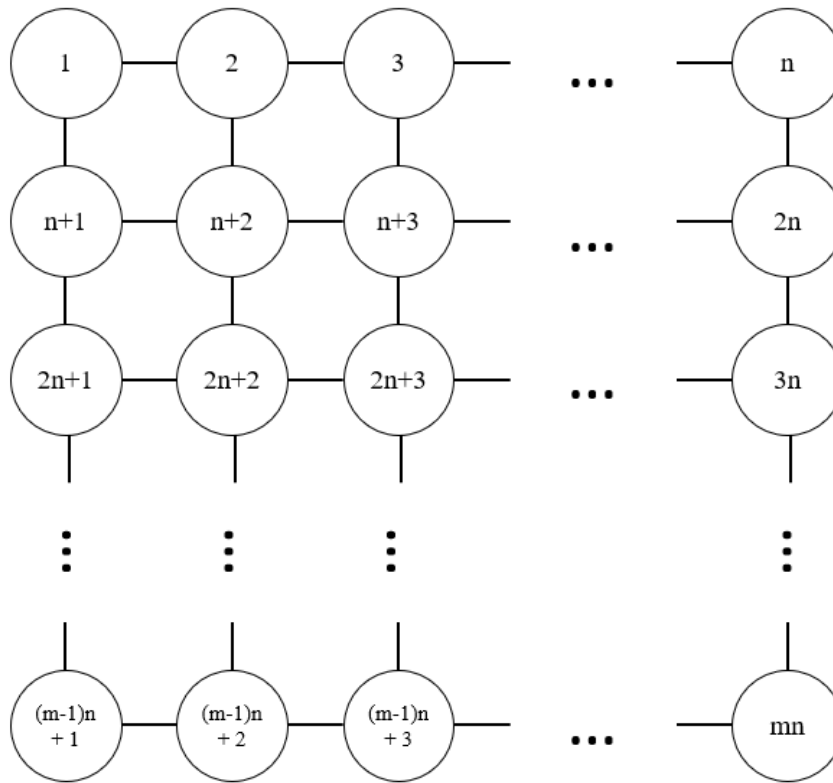 1 2 3 ... n
n+1 n+2 n+3 ... 2n
2n+1 2n+2 2n+3 ... 3n
(m-1)n (m-1)n (m-1)n
+ 1 + 2 + 3 ... mn